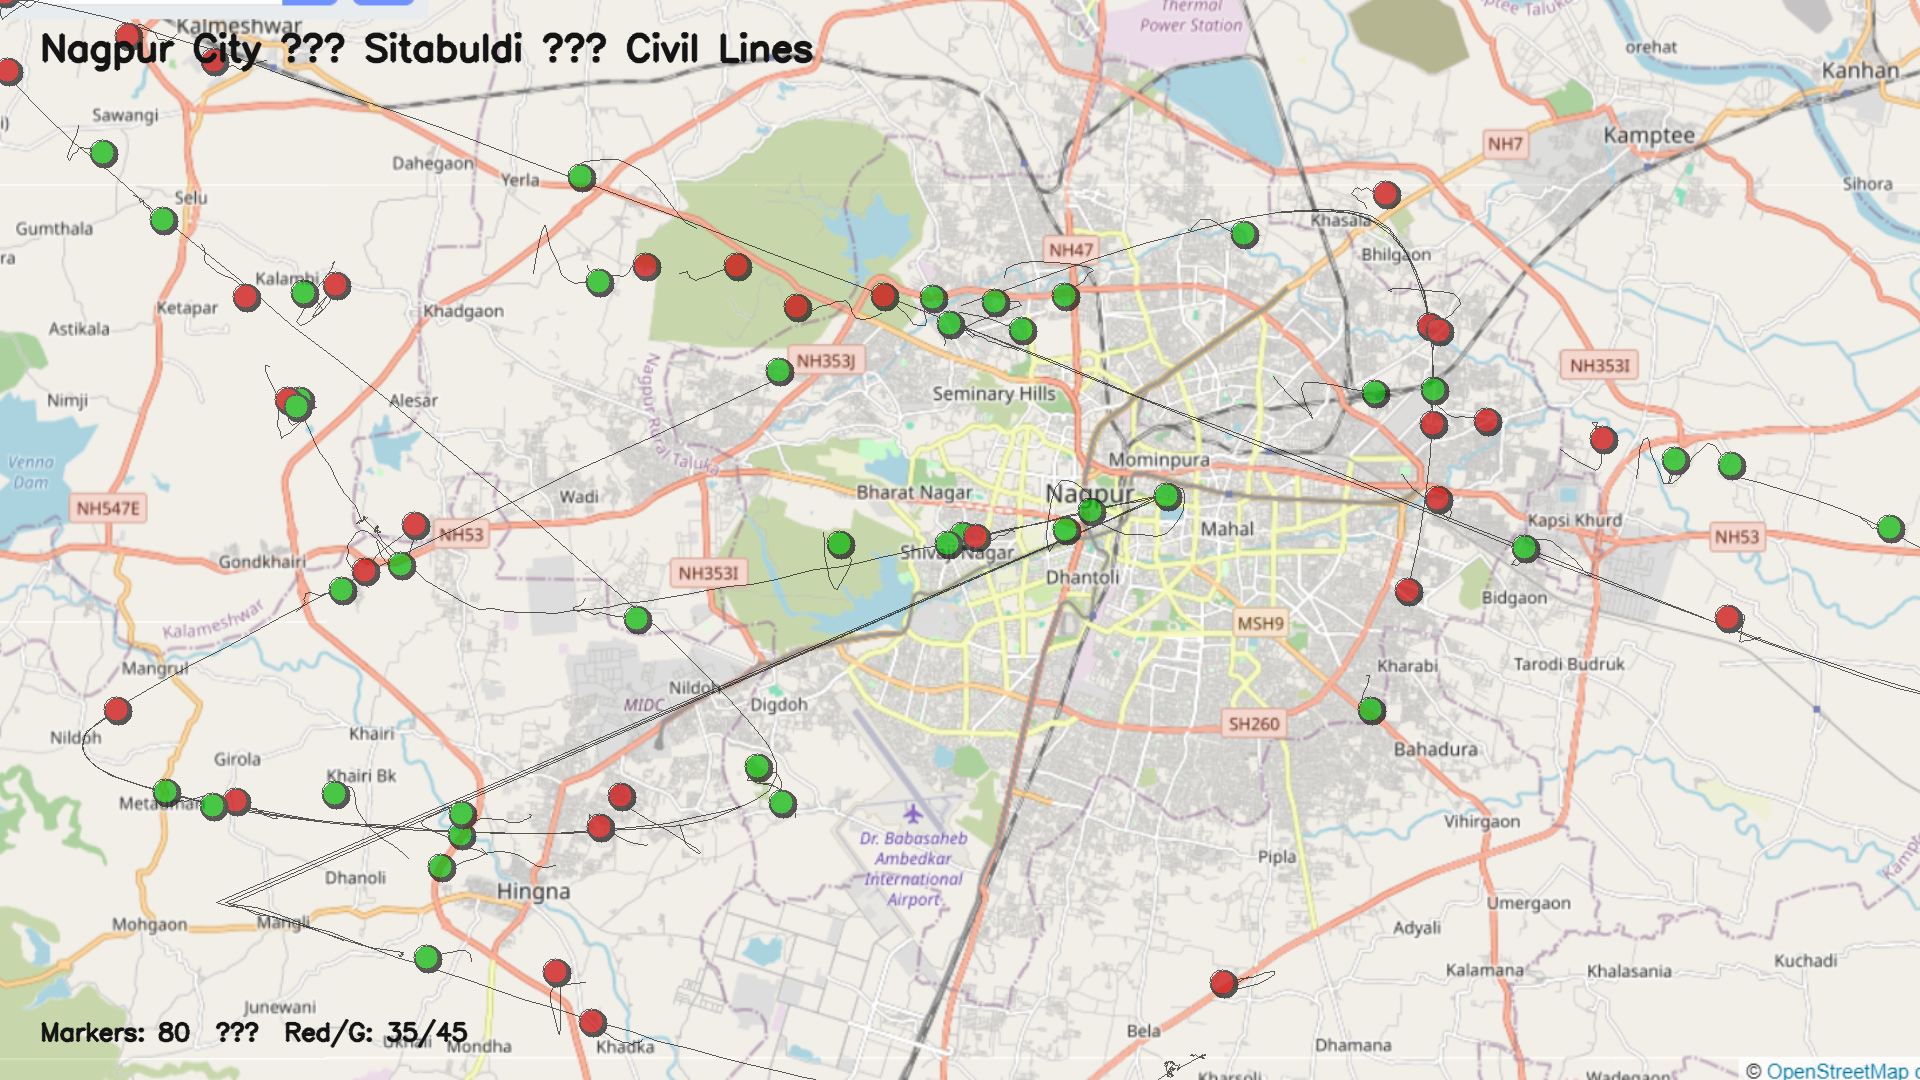 Nagpur City ??? Sitabuldi ??? Civil Lines
Kalmeshwar
Thermal
Power Station
orehat
Kanhan
Sawangi
NH7
Kamptee
Dahegaon
Yerla
Sihora
Selu
Gumthala
Khasala
NH47
Bhilgaon
Kalambi
Ketapar
Khadgaon
Astikala
NH353J
NH353I
Seminary Hills
Nagpur Rural Taluka
Nimji
Alesar
Mominpura
Venna
Dam
Bharat Nagar
Nagpur
Wadi
NH547E
Mahal
Kapsi Khurd
NH53
NH53
Shivaji Nagar
Gondkhairi
NH353I
Dhantoli
Bidgaon
Kalameshwar
MSH9
Mangrul
Kharabi
Tarodi Budruk
Nildoh
MIDC
Digdoh
SH260
Nildoh
Khairi
Bahadura
Girola
Khairi Bk
Vihirgaon
Dr. Babasaheb
Ambedkar
International
Airport
Pipla
Dhanoli
Hingna
Umergaon
Mohgaon
Mangli
Adyali
Kalamana
Khalasania
Kuchadi
Junewani
Markers: 80 ??? Red/G: 35/45
Mondha
Khadka
Bela
Dhamana
Kharsoli
Wadegaon
© OpenStreetMap c